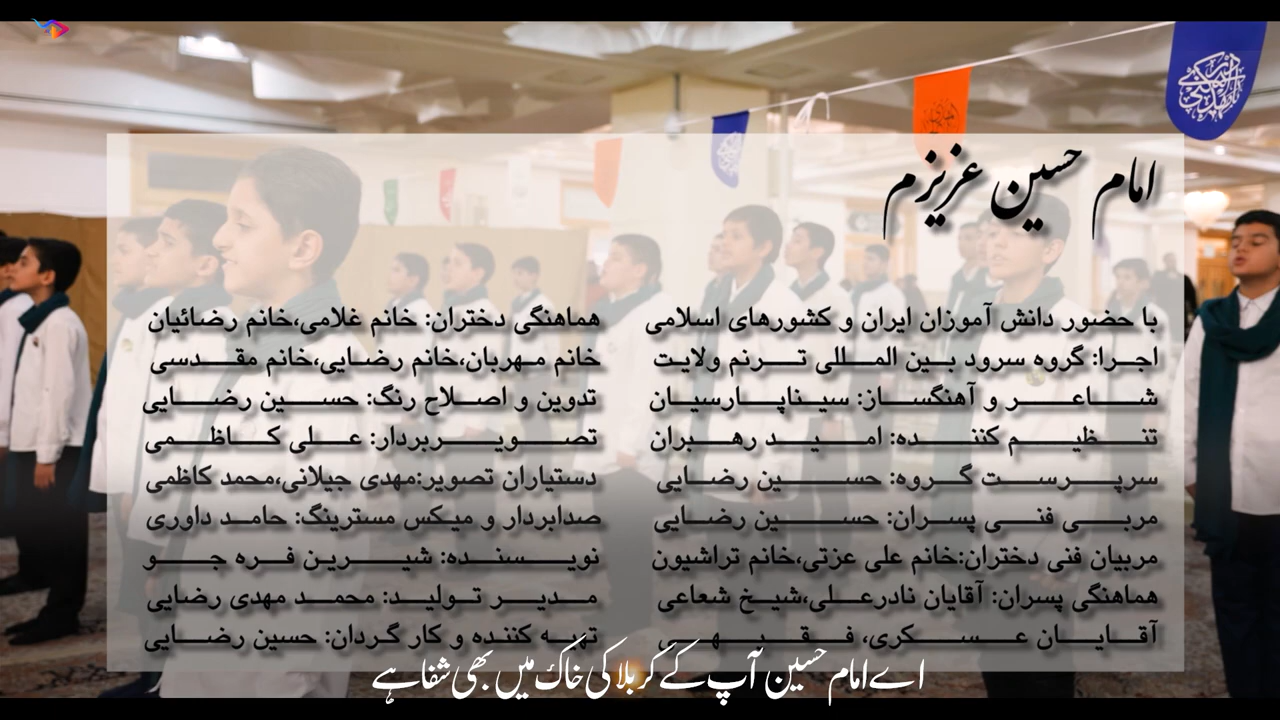 امام حسین عزیزم
با حضور دانش آموزان ایران و کشورهای اسلامی
اجرا: گروه سرود بین المللی ترنم ولایت
شاعر و آهنگساز: سینا پارسیان
تنظیم کننده: امید رهبران
سرپرست گروه: حسین رضایی
مربی فنی پسران: حسین رضایی
مربیان فنی دختران:خانم علی عزتی،خانم تراشیون
هماهنگی پسران: آقایان نادرعلی،شیخ شعاعی
آقایان عسکری، فقیهی
هماهنگی دختران: خانم غلامی،خانم رضائیان
خانم مهربان،خانم رضایی،خانم مقدسی
تدوین و اصلاح رنگ: حسین رضایی
تصویربردار: علی کاظمی
دستیاران تصویر:مهدی جیلانی،محمد کاظمی
صدابردار و میکس مسترینگ: حامد داوری
نویسنده: شیرین فره جو
مدیر تولید: محمد مهدی رضایی
تهیه کننده و کار گردان: حسین رضایی
اے امام حسین آپ کے کربلا کی خاک میں بھی شفا ہے